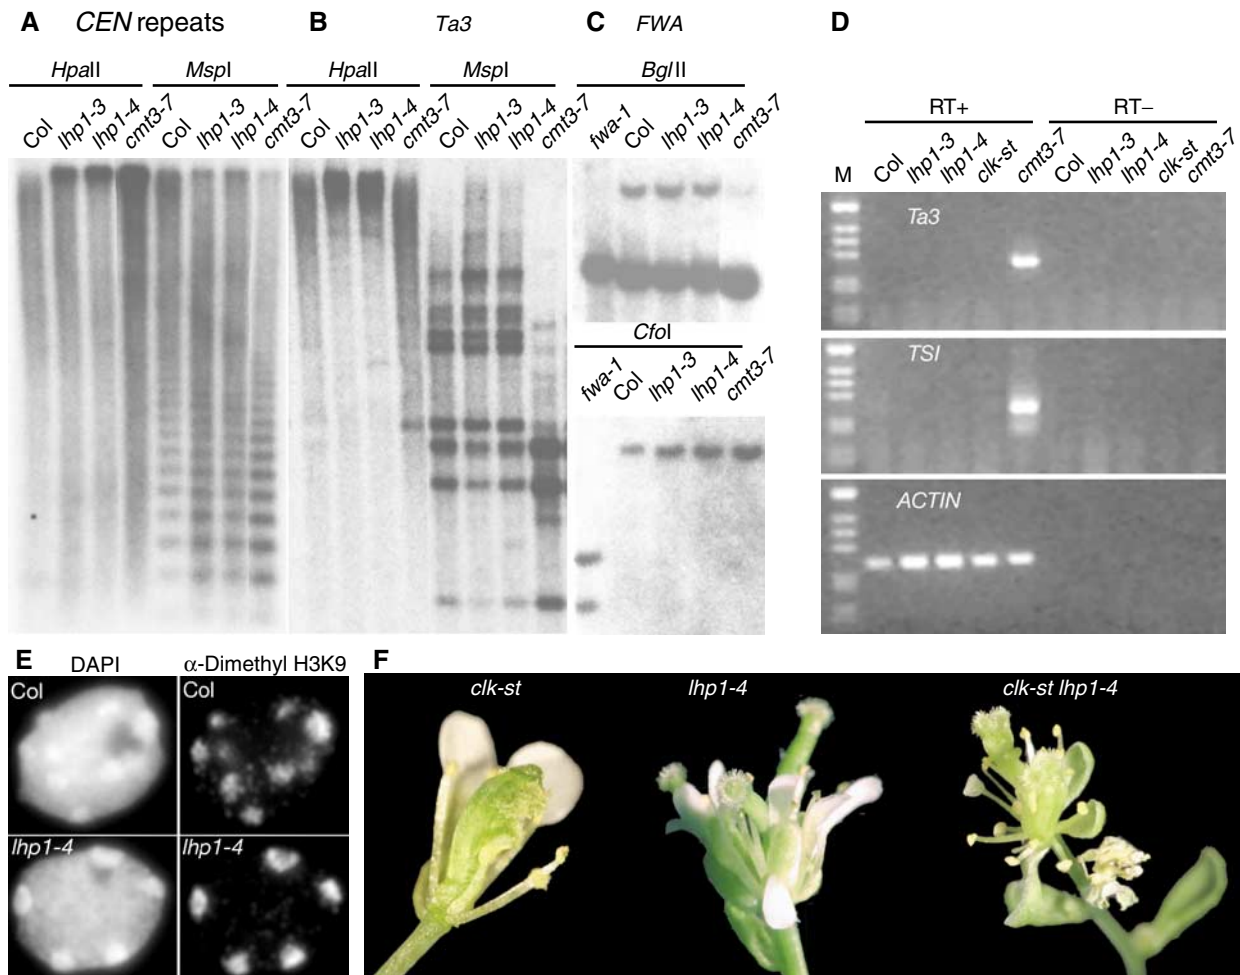 A CEN repeats B Ta3 C FWA D
HpaII MspI HpaII MspI BglII
Col lhp1-3 lhp1-4 cmt3-7 Col lhp1-3 lhp1-4 cmt3-7 Col lhp1-3 lhp1-4 cmt3-7 Col lhp1-3 lhp1-4 cmt3-7 fwa-1 Col lhp1-3 lhp1-4 cmt3-7
RT+ RT–
M Col lhp1-3 lhp1-4 clk-st cmt3-7 Col lhp1-3 lhp1-4 clk-st cmt3-7
Ta3
CfoI
fwa-1 Col lhp1-3 lhp1-4 cmt3-7
TSI
ACTIN
E DAPI α-Dimethyl H3K9 F
Col Col clk-st lhp1-4 clk-st lhp1-4
lhp1-4 lhp1-4